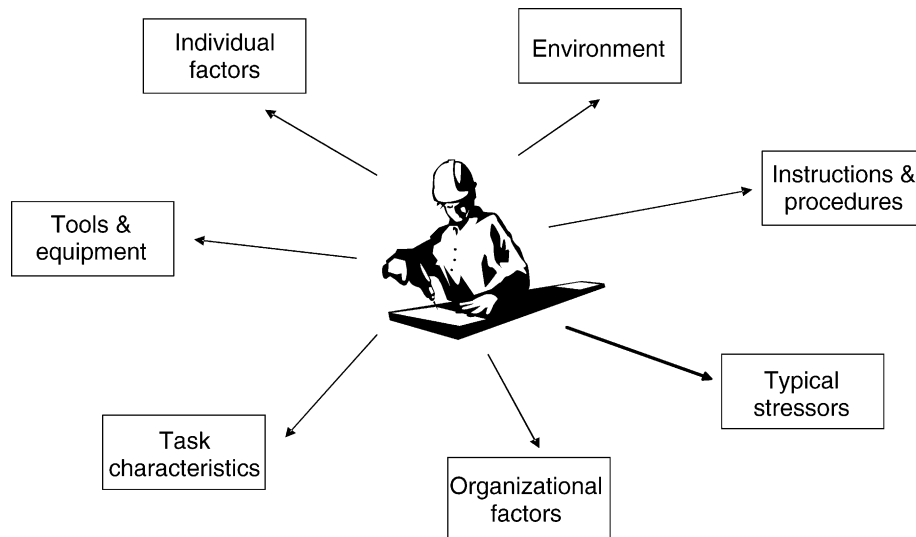 Individual
factors
Environment
Instructions &
procedures
Tools &
equipment
Typical
stressors
Task
characteristics
Organizational
factors